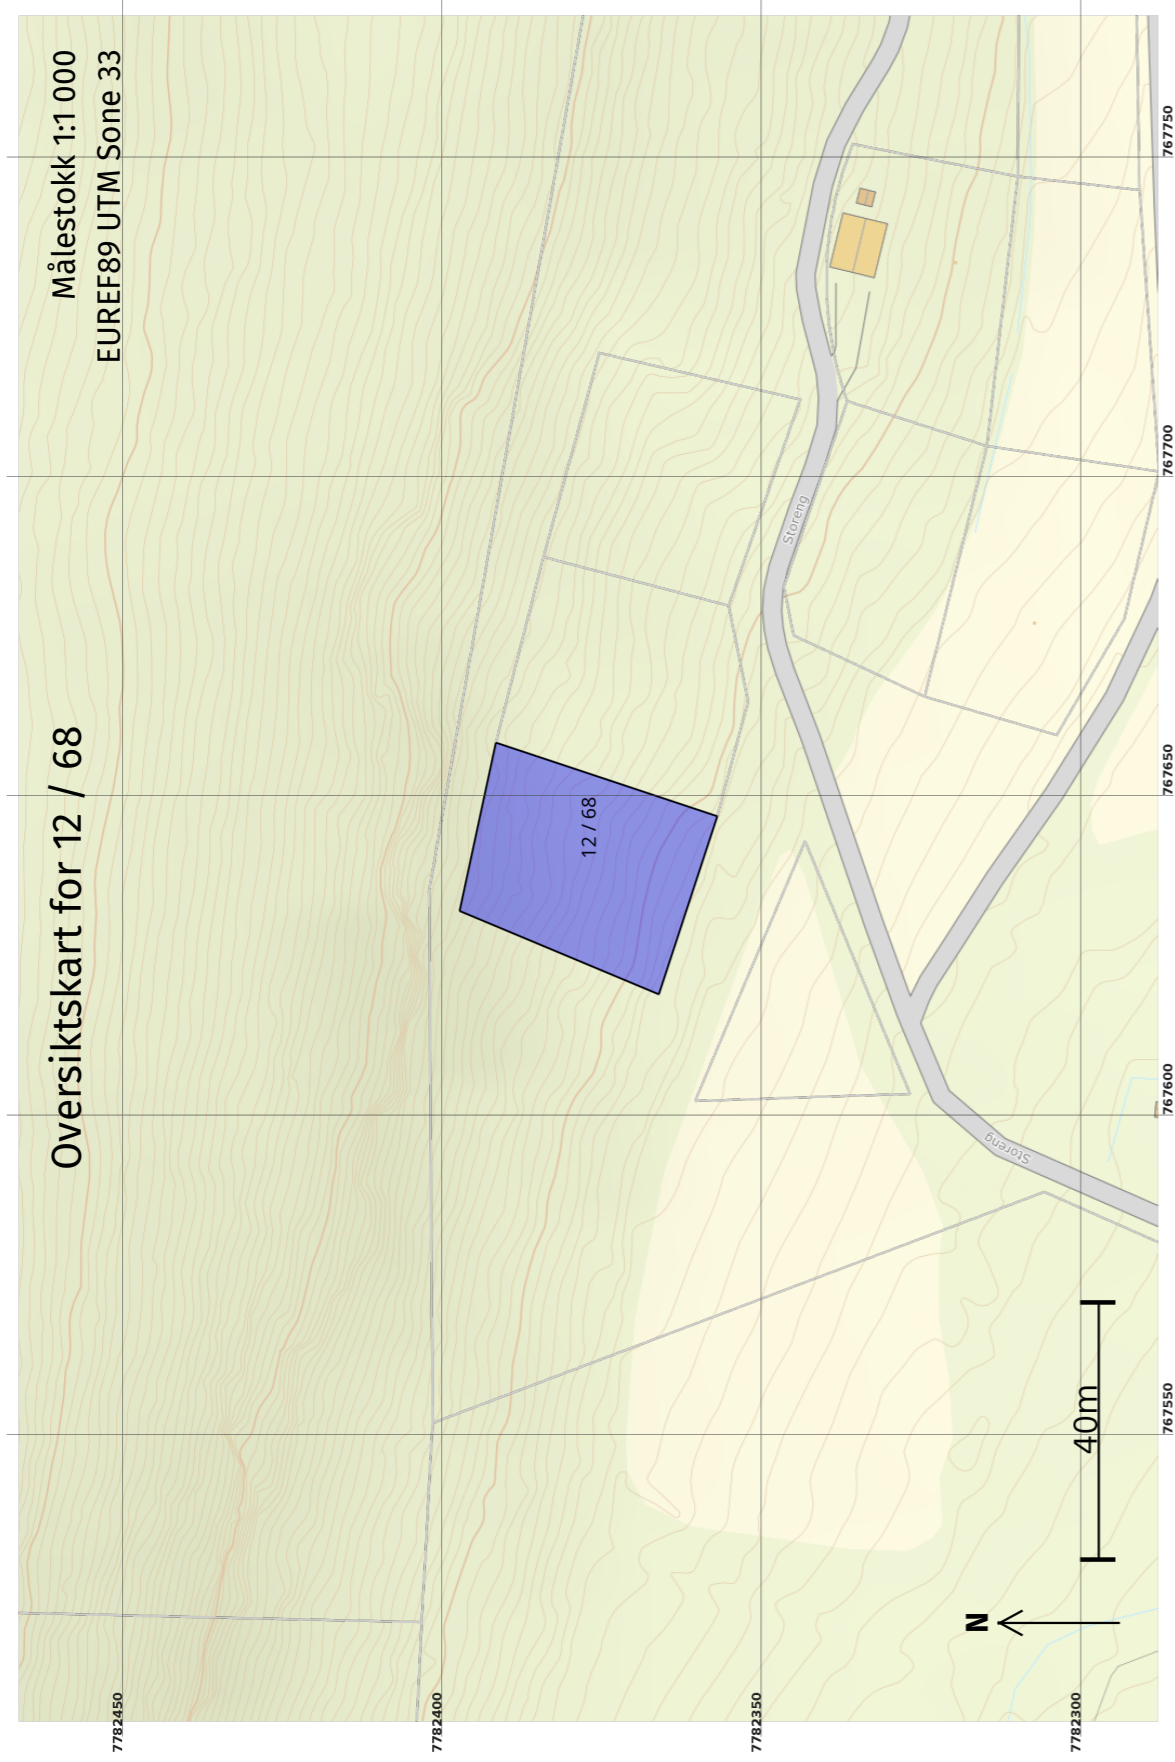 Oversiktskart for 12 / 68
Målestokk 1:1 000
EUREF89 UTM Sone 33
7782450
7782400
7782350
7782300
12 / 68
Storeng
Storeng
N
40m
767550
767600
767650
767700
767750